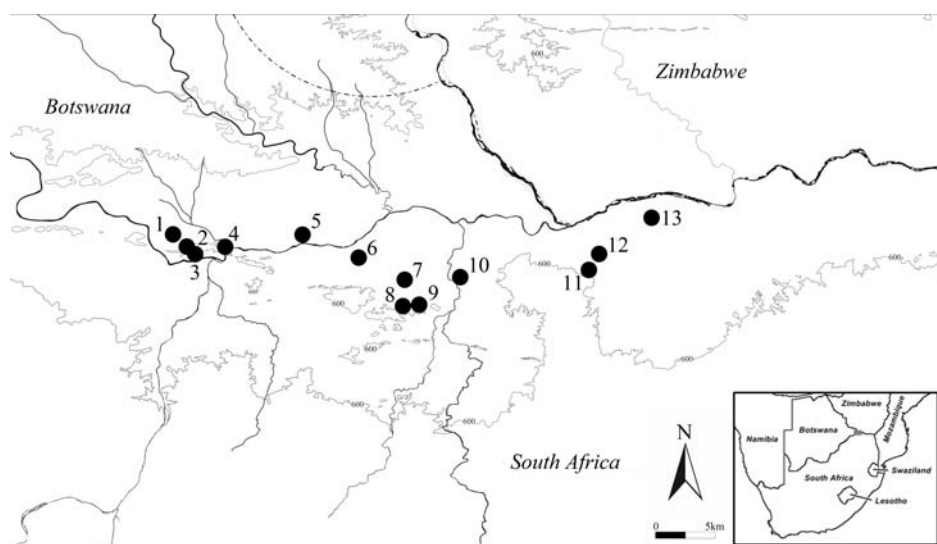 Zimbabwe
600
Botswana
1
2
3
4
5
6
7
8
9
10
11
12
13
600
600
600
600
600
600
South Africa
N
0 5km
Zimbabwe
Mozambique
Namibia
Botswana
Swaziland
South Africa
Lesotho